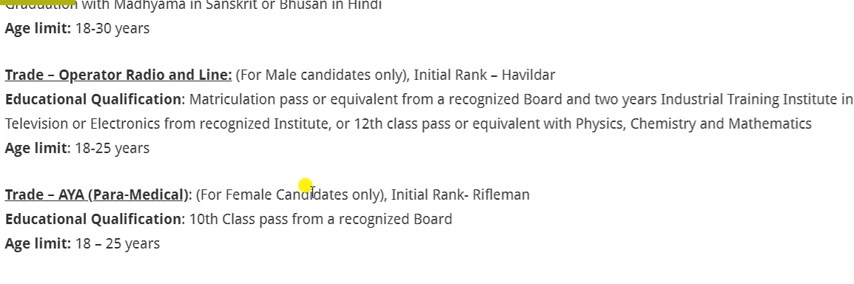 Graduation with Madhyama in Sanskrit or Bhusan in Hindi
Age limit: 18-30 years
Trade – Operator Radio and Line: (For Male candidates only), Initial Rank – Havildar
Educational Qualification: Matriculation pass or equivalent from a recognized Board and two years Industrial Training Institute in
Television or Electronics from recognized Institute, or 12th class pass or equivalent with Physics, Chemistry and Mathematics
Age limit: 18-25 years
Trade – AYA (Para-Medical): (For Female Candidates only), Initial Rank- Rifleman
Educational Qualification: 10th Class pass from a recognized Board
Age limit: 18 – 25 years